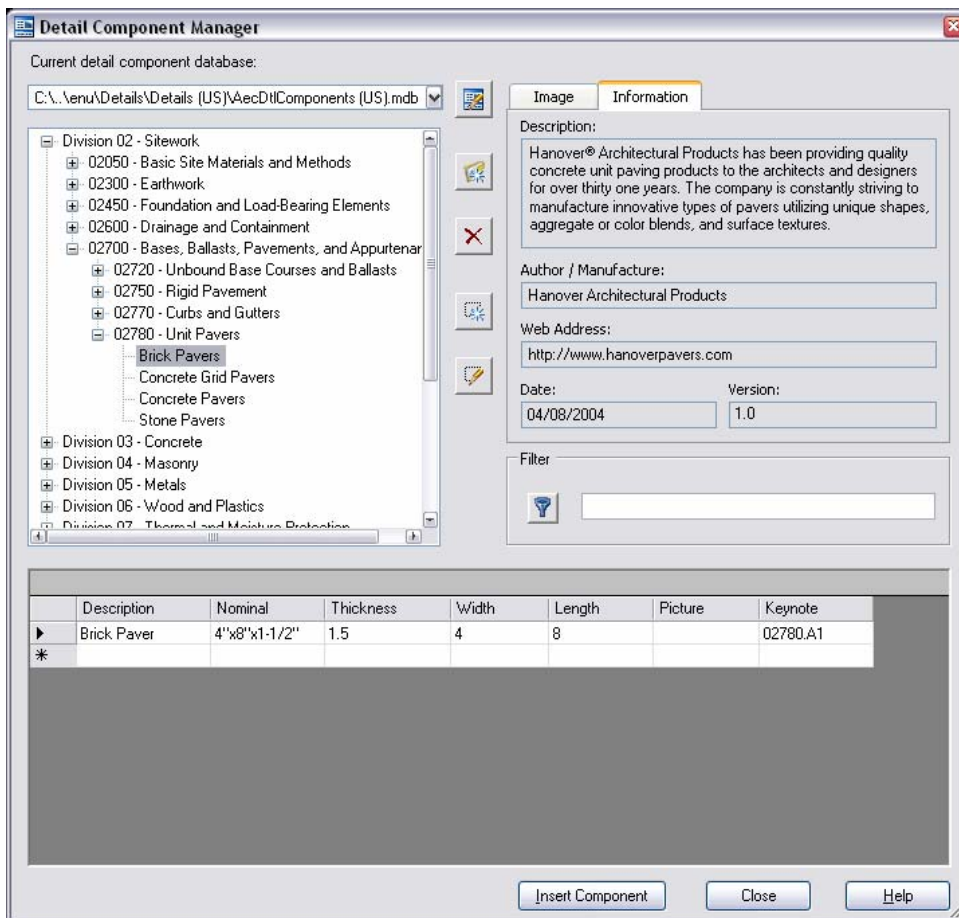 Detail Component Manager
Current detail component database:
C:\..\enu\Details\Details (US)\AecDtlComponents (US).mdb
Division 02 - Sitework
02050 - Basic Site Materials and Methods
02300 - Earthwork
02450 - Foundation and Load-Bearing Elements
02600 - Drainage and Containment
02700 - Bases, Ballasts, Pavements, and Appurtenar
02720 - Unbound Base Courses and Ballasts
02750 - Rigid Pavement
02770 - Curbs and Gutters
02780 - Unit Pavers
Brick Pavers
Concrete Grid Pavers
Concrete Pavers
Stone Pavers
Division 03 - Concrete
Division 04 - Masonry
Division 05 - Metals
Division 06 - Wood and Plastics
Division 07 - Thermal and Moisture Protection
Image Information
Description:
Hanover® Architectural Products has been providing quality
concrete unit paving products to the architects and designers
for over thirty one years. The company is constantly striving to
manufacture innovative types of pavers utilizing unique shapes,
aggregate or color blends, and surface textures.
Author / Manufacture:
Hanover Architectural Products
Web Address:
http://www.hanoverpavers.com
Date: Version:
04/08/2004 1.0
Filter
Description Nominal Thickness Width Length Picture Keynote
Brick Paver 4"x8"x1-1/2" 1.5 4 8 02780.A1
Insert Component Close Help